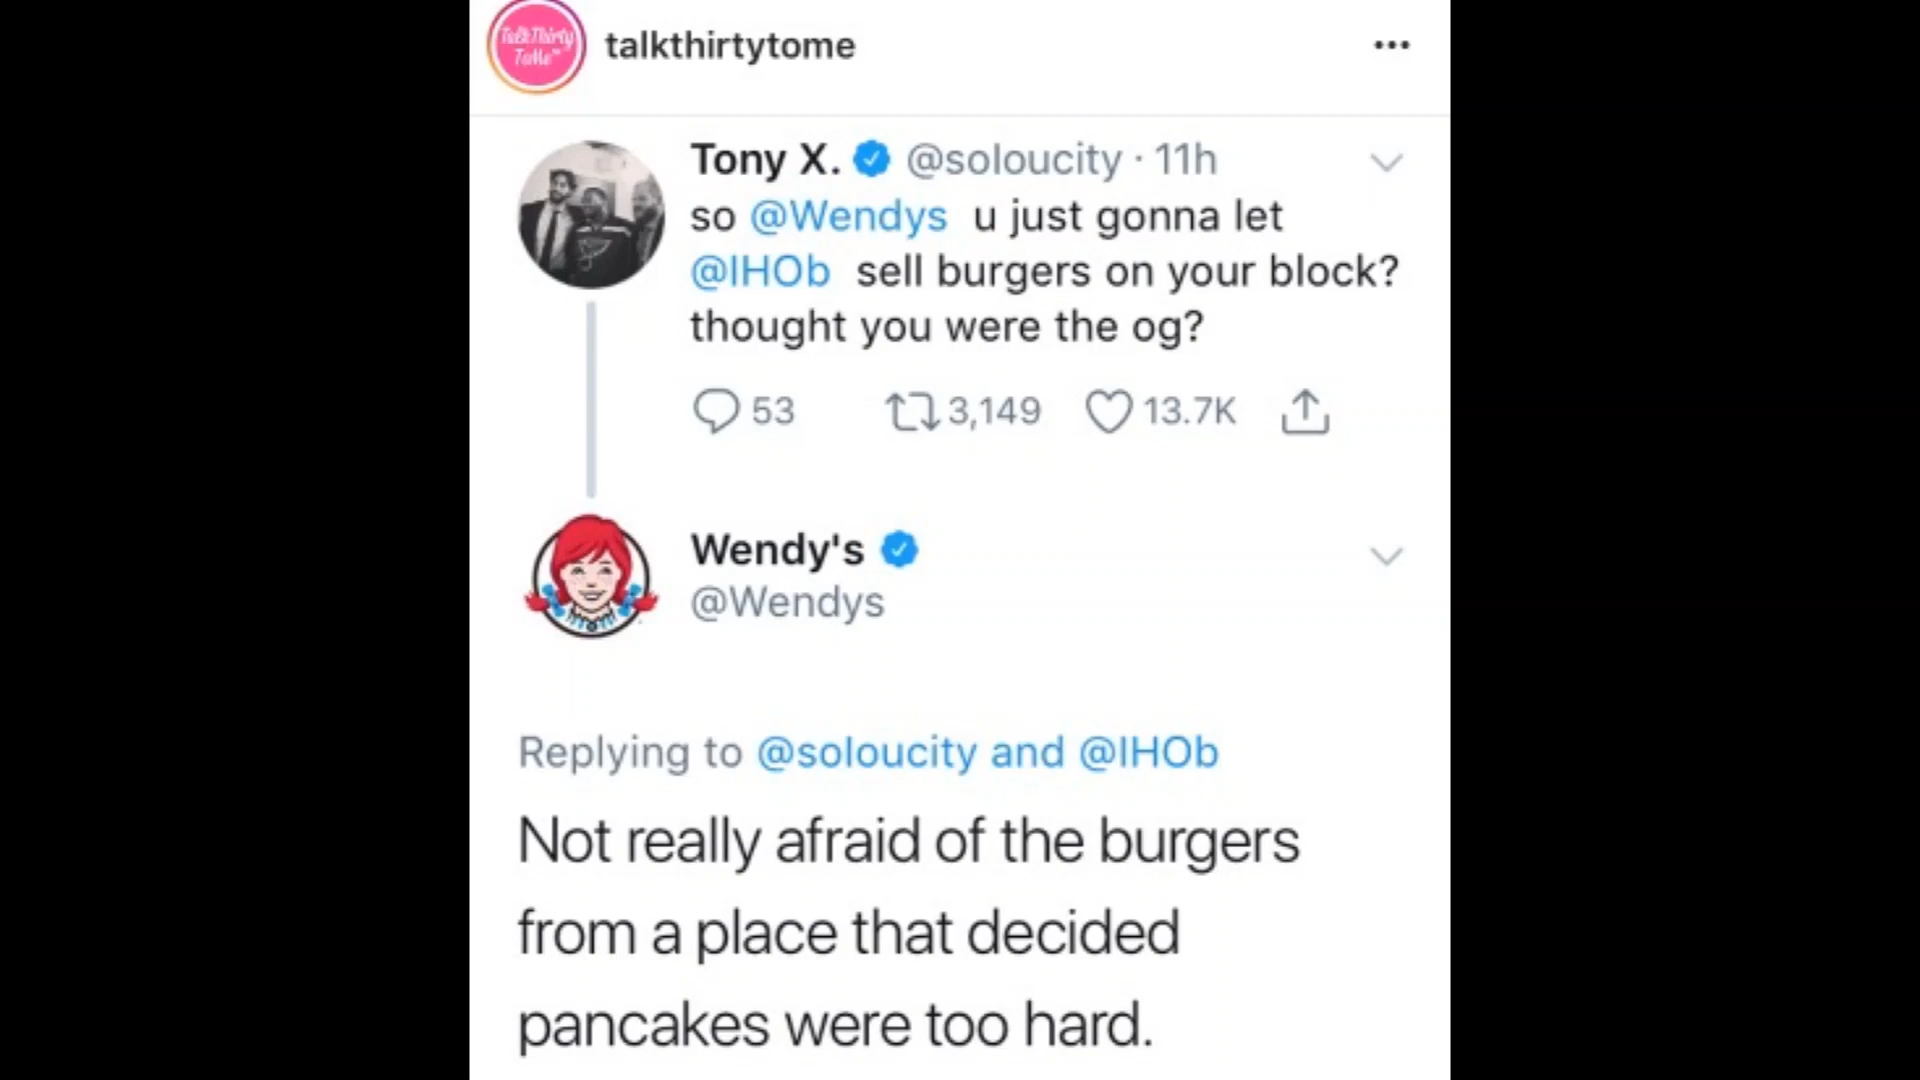 TalkThirty
ToMe™
talkthirtytome
Tony X. @soloucity · 11h
so @Wendys u just gonna let
@IHOb sell burgers on your block?
thought you were the og?
53 3,149 13.7K
Wendy's
@Wendys
Replying to @soloucity and @IHOb
Not really afraid of the burgers
from a place that decided
pancakes were too hard.